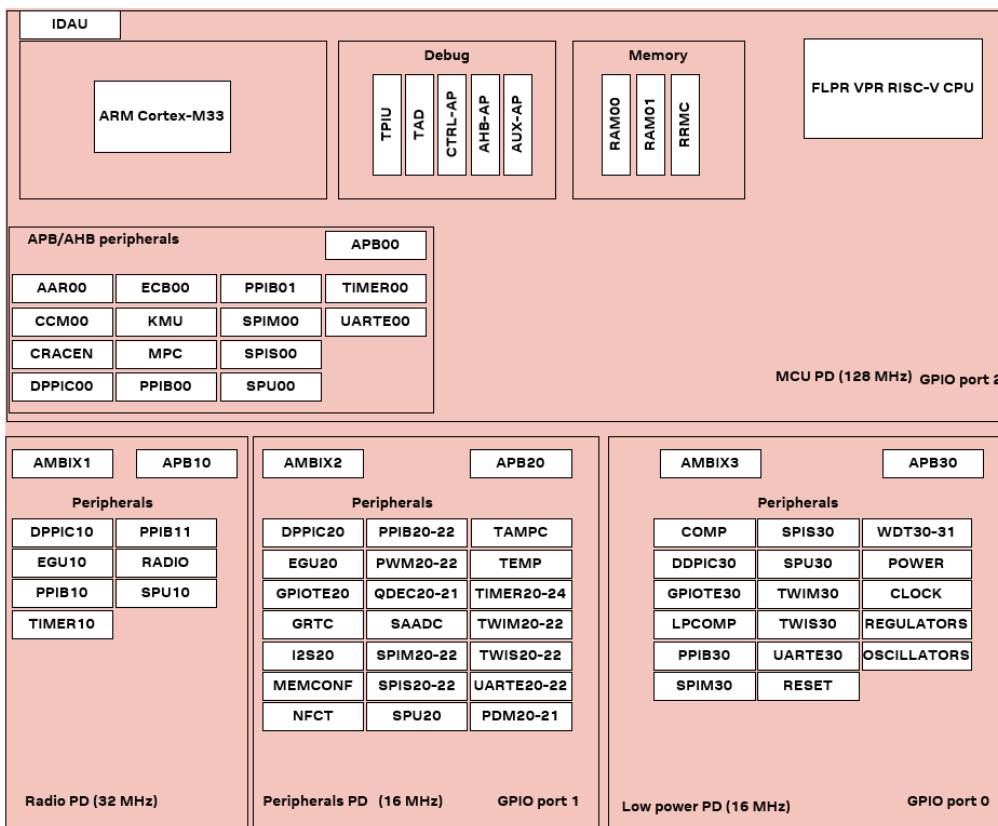 IDAU
ARM Cortex-M33
Debug
TPIU
TAD
CTRL-AP
AHB-AP
AUX-AP
Memory
RAM00
RAM01
RRMC
FLPR VPR RISC-V CPU
APB/AHB peripherals
APB00
AAR00 ECB00 PPIB01 TIMER00
CCM00 KMU SPIM00 UARTE00
CRACEN MPC SPIS00
DPPIC00 PPIB00 SPU00
MCU PD (128 MHz) GPIO port 2
AMBIX1 APB10
Peripherals
DPPIC10 PPIB11
EGU10 RADIO
PPIB10 SPU10
TIMER10
Radio PD (32 MHz)
AMBIX2 APB20
Peripherals
DPPIC20 PPIB20-22 TAMPC
EGU20 PWM20-22 TEMP
GPIOTE20 QDEC20-21 TIMER20-24
GRTC SAADC TWIM20-22
I2S20 SPIM20-22 TWIS20-22
MEMCONF SPIS20-22 UARTE20-22
NFCT SPU20 PDM20-21
Peripherals PD (16 MHz) GPIO port 1
AMBIX3 APB30
Peripherals
COMP SPIS30 WDT30-31
DDPIC30 SPU30 POWER
GPIOTE30 TWIM30 CLOCK
LPCOMP TWIS30 REGULATORS
PPIB30 UARTE30 OSCILLATORS
SPIM30 RESET
Low power PD (16 MHz) GPIO port 0